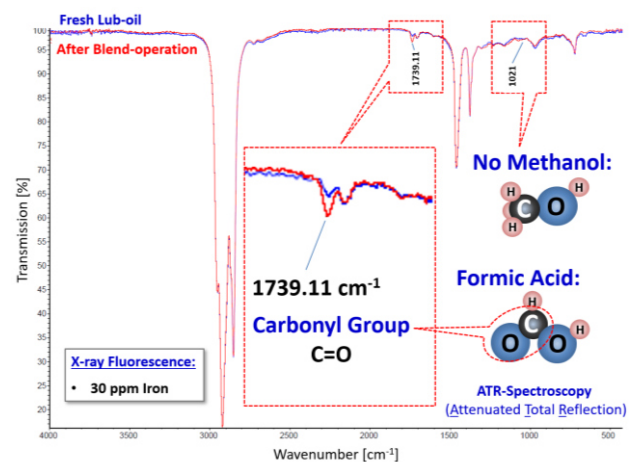 Fresh Lub-oil
After Blend-operation
Transmission [%]
100
95
90
85
80
75
70
65
60
55
50
45
40
35
30
25
20
1739.11
1021
No Methanol:
H
H
H
C
O
H
1739.11 cm-1
Carbonyl Group
C=O
Formic Acid:
H
C
O
O
H
X-ray Fluorescence:
• 30 ppm Iron
ATR-Spectroscopy
(Attenuated Total Reflection)
4000
3500
3000
2500
2000
1500
1000
500
Wavenumber [cm-1]